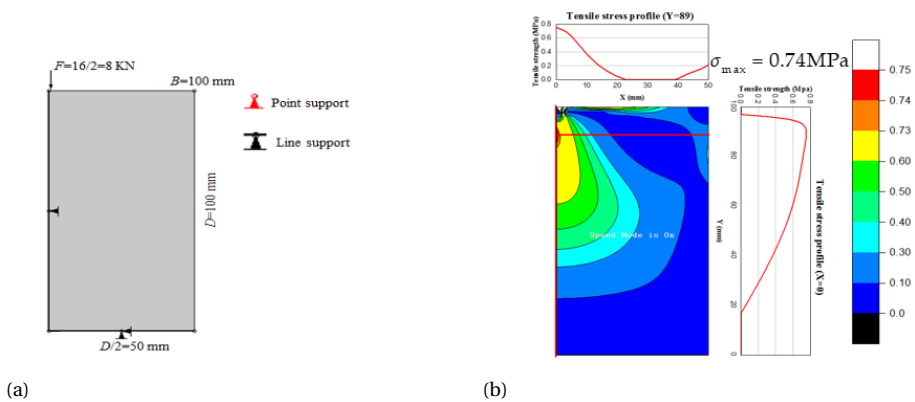 F=16/2=8 KN
B=100 mm
Point support
Line support
D=100 mm
D/2=50 mm
(a)
Tensile stress profile (Y=89)
Tensile strength (MPa)
0.8
0.6
0.4
0.2
0.0
0 10 20 30 40 50
X (mm)
σmax = 0.74MPa
Tensile strength (Mpa)
0.0 0.2 0.4 0.6 0.8
Y (mm)
80
60
40
20
0
Tensile stress profile (X=0)
Speed Mode is On
0.75
0.74
0.73
0.60
0.50
0.40
0.30
0.10
0.0
(b)